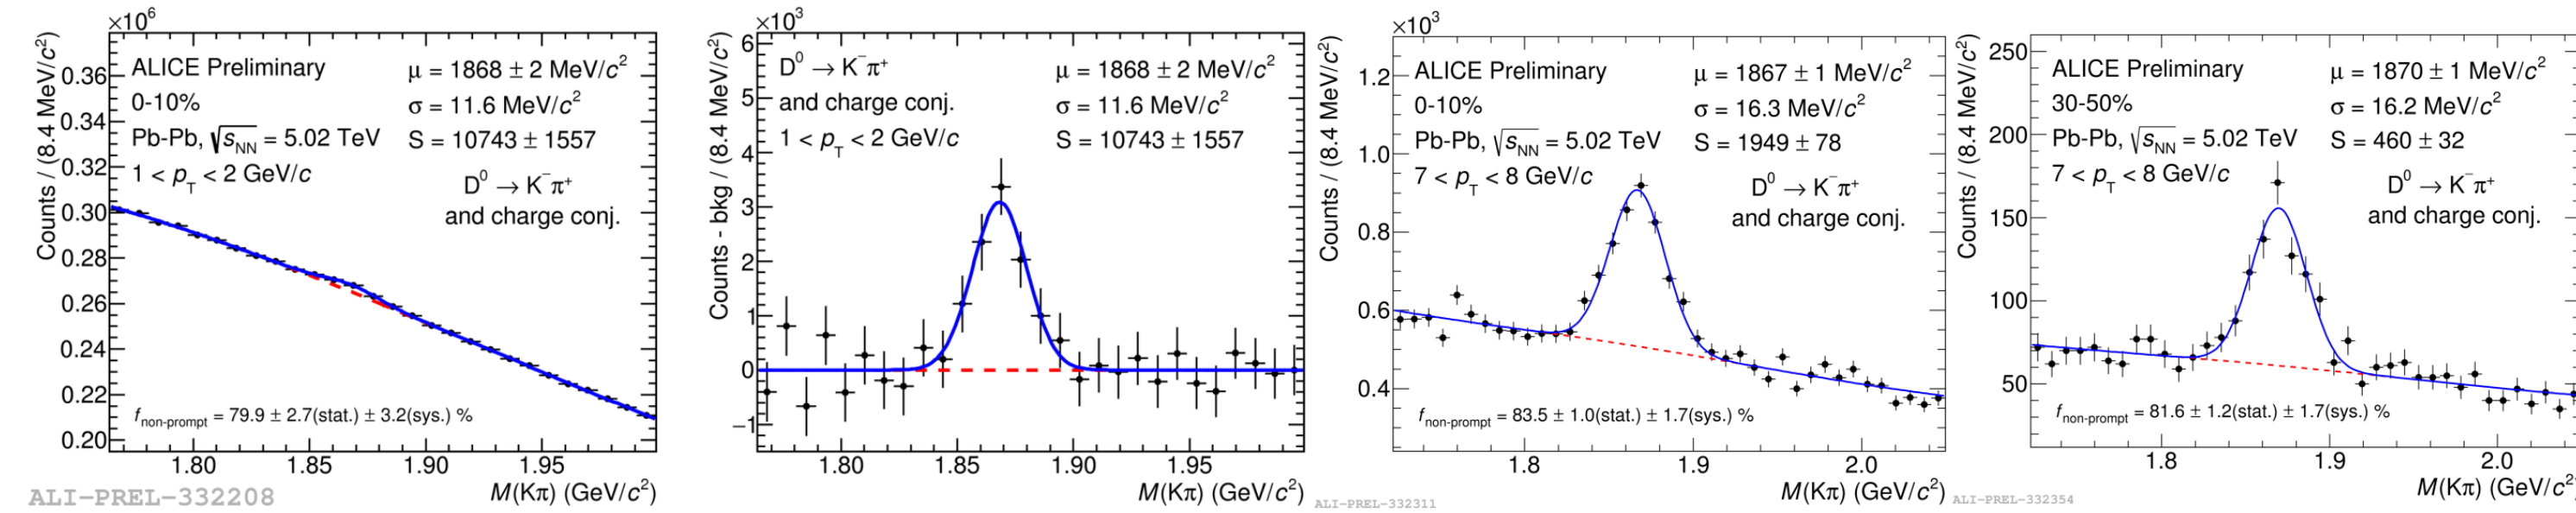 ×10⁶
Counts / (8.4 MeV/c²)
ALICE Preliminary
0-10%
Pb-Pb, √s_NN = 5.02 TeV
1 < p_T < 2 GeV/c
μ = 1868 ± 2 MeV/c²
σ = 11.6 MeV/c²
S = 10743 ± 1557
D⁰ → K⁻π⁺
and charge conj.
0.36
0.34
0.32
0.30
0.28
0.26
0.24
0.22
0.20
f_non-prompt = 79.9 ± 2.7(stat.) ± 3.2(sys.) %
1.80 1.85 1.90 1.95
M(Kπ) (GeV/c²)
ALI-PREL-332208
×10³
Counts - bkg / (8.4 MeV/c²)
D⁰ → K⁻π⁺
and charge conj.
1 < p_T < 2 GeV/c
μ = 1868 ± 2 MeV/c²
σ = 11.6 MeV/c²
S = 10743 ± 1557
6
5
4
3
2
1
0
−1
1.80 1.85 1.90 1.95
M(Kπ) (GeV/c²)
×10³
Counts / (8.4 MeV/c²)
ALICE Preliminary
0-10%
Pb-Pb, √s_NN = 5.02 TeV
7 < p_T < 8 GeV/c
μ = 1867 ± 1 MeV/c²
σ = 16.3 MeV/c²
S = 1949 ± 78
D⁰ → K⁻π⁺
and charge conj.
1.2
1.0
0.8
0.6
0.4
f_non-prompt = 83.5 ± 1.0(stat.) ± 1.7(sys.) %
1.8 1.9 2.0
M(Kπ) (GeV/c²)
ALI-PREL-332311
Counts / (8.4 MeV/c²)
ALICE Preliminary
30-50%
Pb-Pb, √s_NN = 5.02 TeV
7 < p_T < 8 GeV/c
μ = 1870 ± 1 MeV/c²
σ = 16.2 MeV/c²
S = 460 ± 32
D⁰ → K⁻π⁺
and charge conj.
250
200
150
100
50
f_non-prompt = 81.6 ± 1.2(stat.) ± 1.7(sys.) %
1.8 1.9 2.0
M(Kπ) (GeV/c²
ALI-PREL-332354